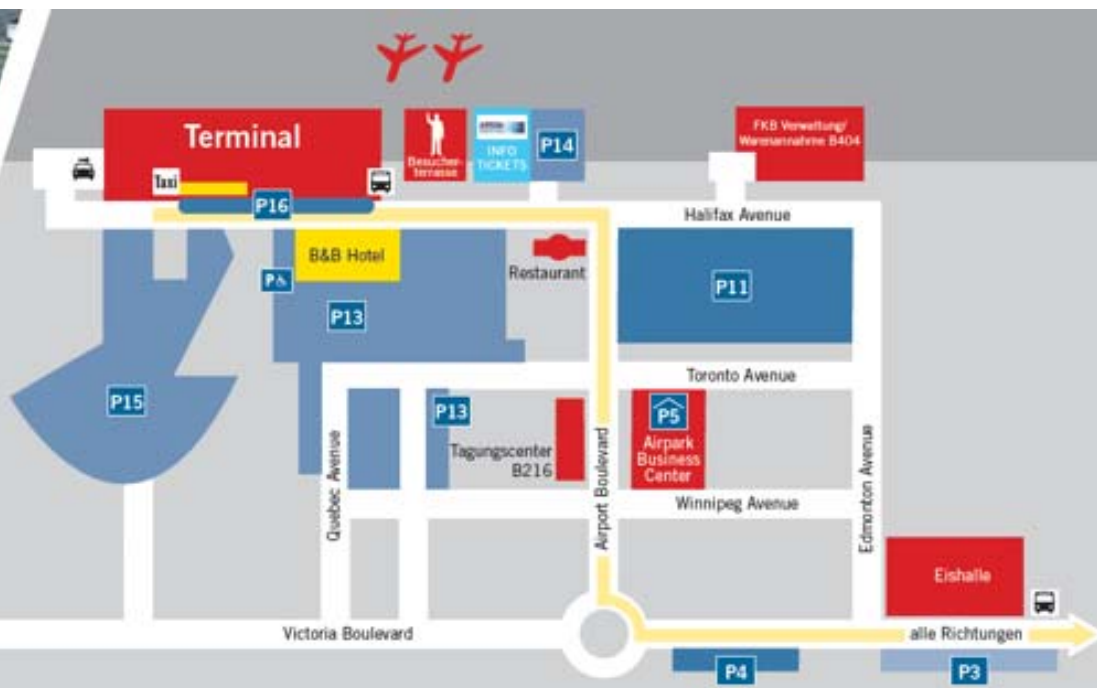 Terminal
Taxi
P16
Besucher-
terrasse
INFO
TICKETS
P14
FKB Verwaltung/
Warenannahme B404
Halifax Avenue
B&B Hotel
P
Restaurant
P13
P11
P15
Toronto Avenue
P13
Tagungscenter
B216
P5
Airpark
Business
Center
Quebec Avenue
Airport Boulevard
Winnipeg Avenue
Edmonton Avenue
Eishalle
Victoria Boulevard
alle Richtungen
P4
P3